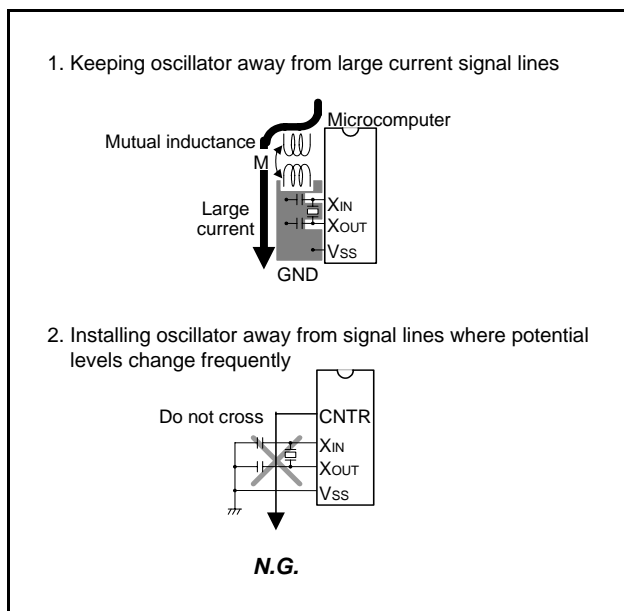 1. Keeping oscillator away from large current signal lines
Microcomputer
Mutual inductance
M
Large
current
XIN
XOUT
VSS
GND
2. Installing oscillator away from signal lines where potential
levels change frequently
Do not cross
CNTR
XIN
XOUT
VSS
N.G.